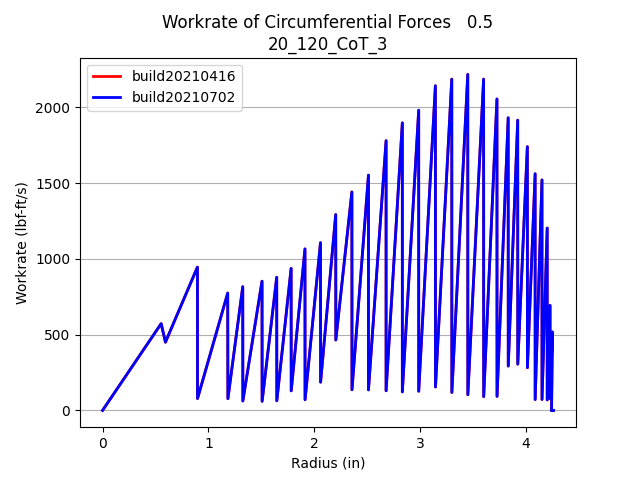 Workrate of Circumferential Forces 0.5
20_120_CoT_3
build20210416
build20210702
2000
1500
1000
500
0
Workrate (lbf-ft/s)
0 1 2 3 4
Radius (in)